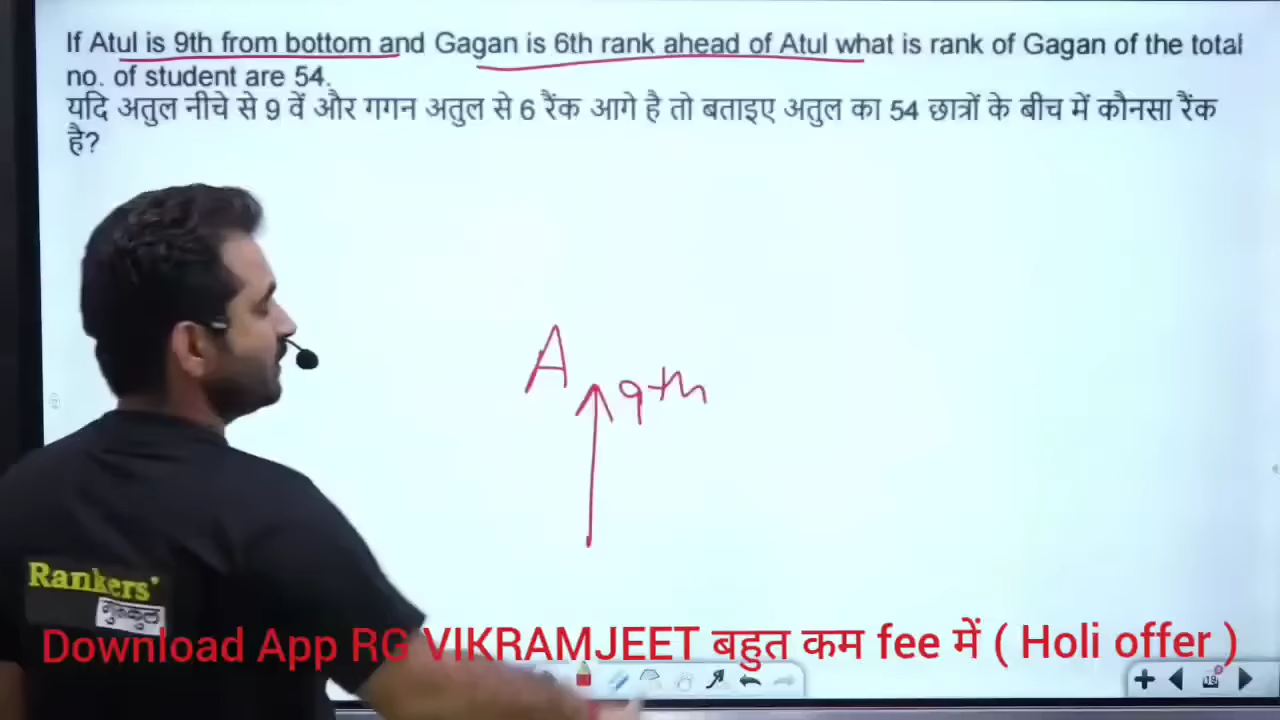 If Atul is 9th from bottom and Gagan is 6th rank ahead of Atul what is rank of Gagan of the total
no. of student are 54.
यदि अतुल नीचे से 9 वें और गगन अतुल से 6 रैंक आगे है तो बताइए अतुल का 54 छात्रों के बीच में कौनसा रैंक
है?
A 9th
Rankers'
गुरुकुल
Download App RG VIKRAMJEET बहुत कम fee में ( Holi offer )